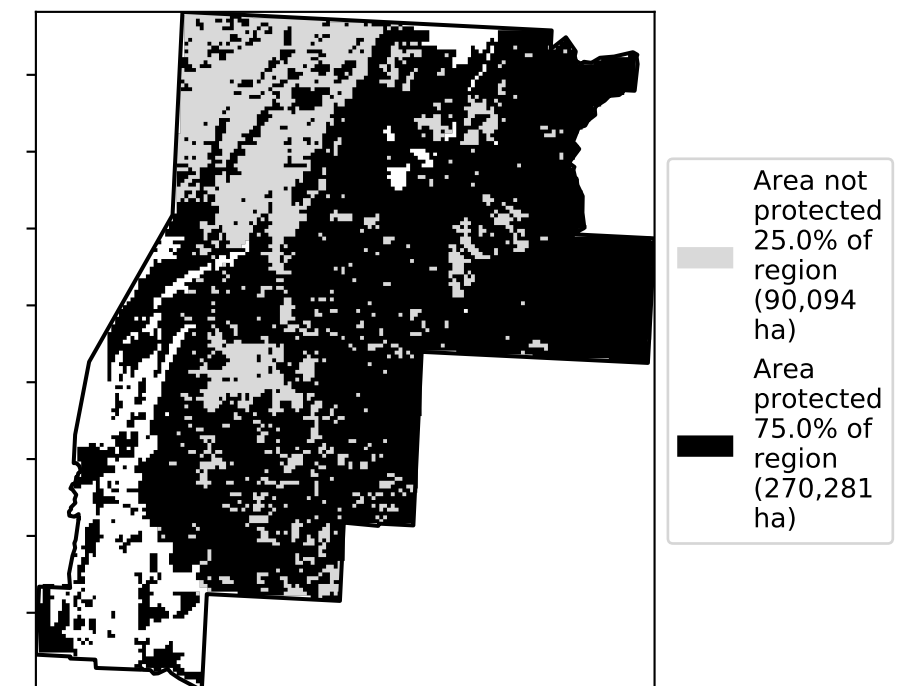 Area not
protected
25.0% of
region
(90,094
ha)
Area
protected
75.0% of
region
(270,281
ha)